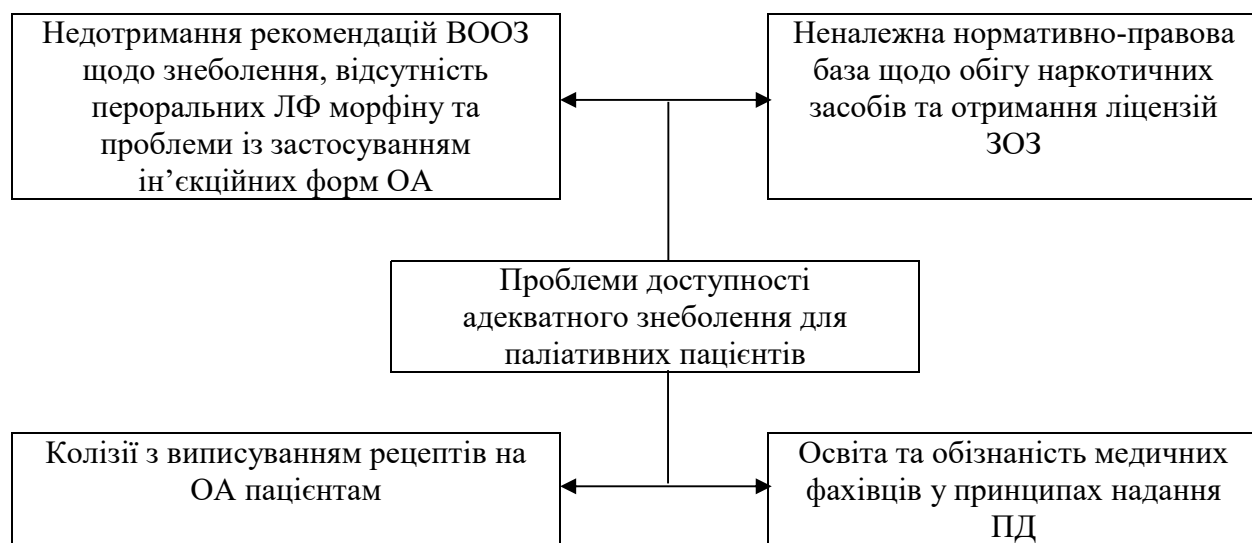 Недотримання рекомендацій ВООЗ
щодо знеболення, відсутність
пероральних ЛФ морфіну та
проблеми із застосуванням
ін’єкційних форм ОА
Неналежна нормативно-правова
база щодо обігу наркотичних
засобів та отримання ліцензій
ЗОЗ
Проблеми доступності
адекватного знеболення для
паліативних пацієнтів
Колізії з виписуванням рецептів на
ОА пацієнтам
Освіта та обізнаність медичних
фахівців у принципах надання
ПД